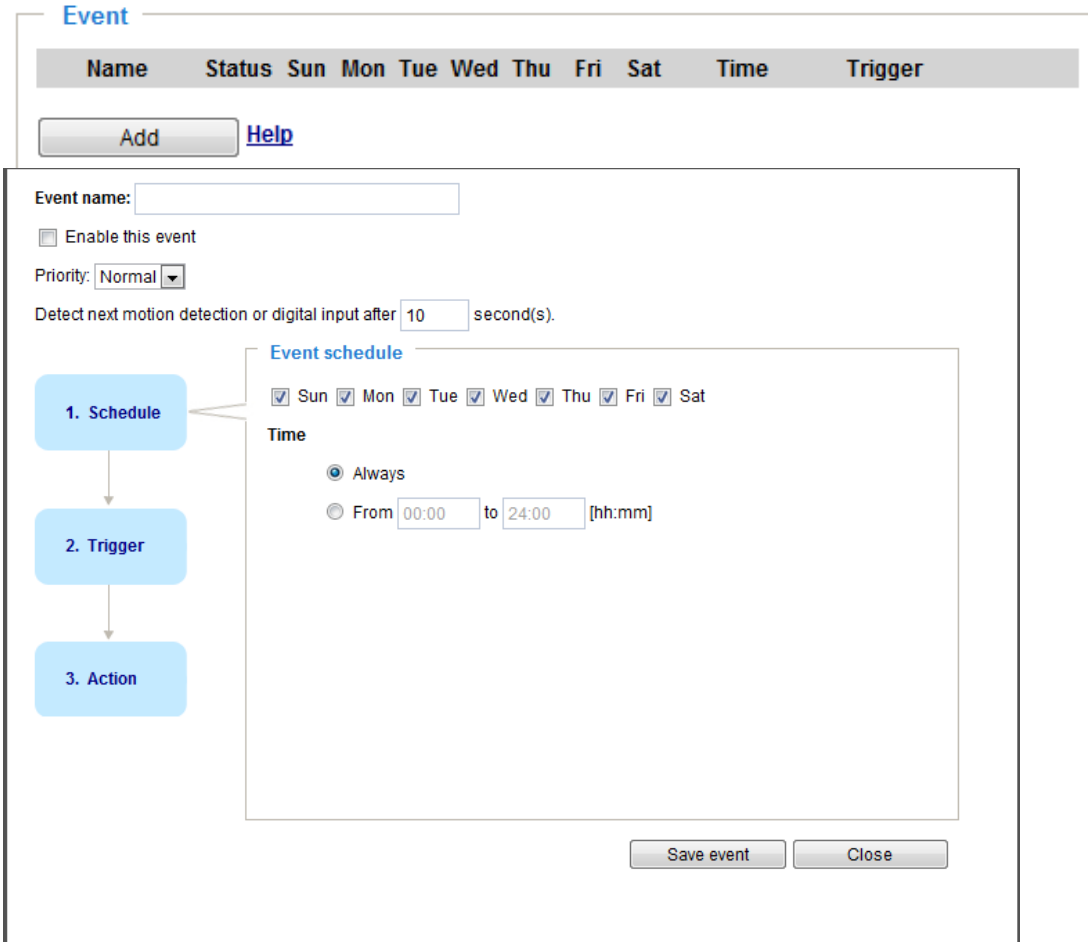 Event
Name Status Sun Mon Tue Wed Thu Fri Sat Time Trigger
Add Help
Event name:
Enable this event
Priority: Normal
Detect next motion detection or digital input after 10 second(s).
Event schedule
1. Schedule
Sun Mon Tue Wed Thu Fri Sat
Time
Always
From 00:00 to 24:00 [hh:mm]
2. Trigger
3. Action
Save event Close